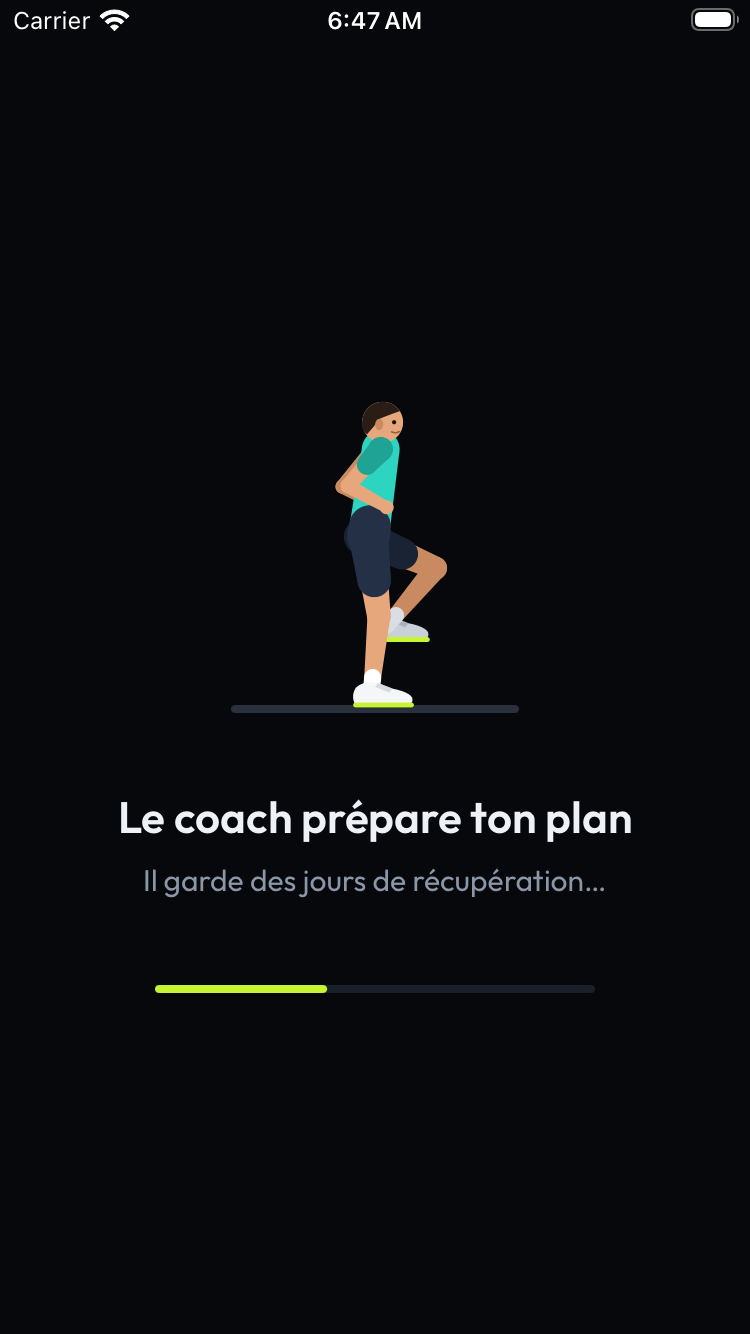 Carrier 6:47 AM
Le coach prépare ton plan
Il garde des jours de récupération…